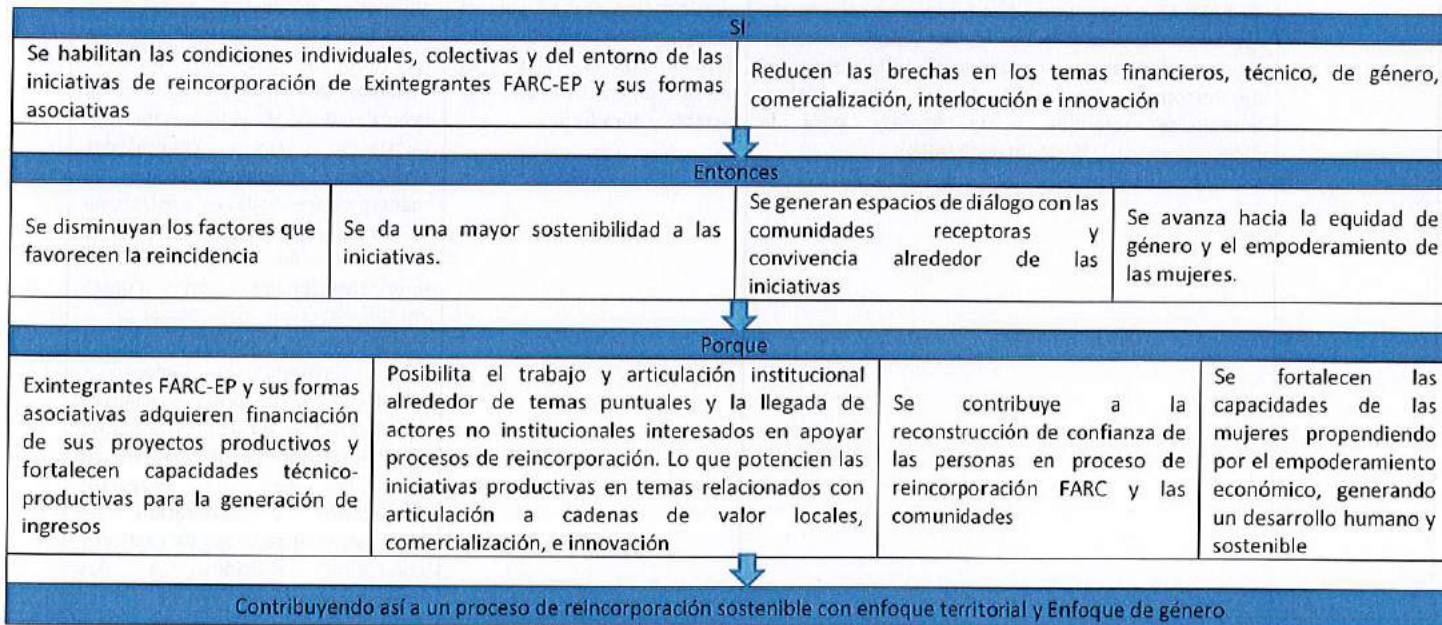 SI
Se habilitan las condiciones individuales, colectivas y del entorno de las
iniciativas de reincorporación de Exintegrantes FARC-EP y sus formas
asociativas
Reducen las brechas en los temas financieros, técnico, de género,
comercialización, interlocución e innovación
Entonces
Se disminuyan los factores que
favorecen la reincidencia
Se da una mayor sostenibilidad a las
iniciativas.
Se generan espacios de diálogo con las
comunidades receptoras y
convivencia alrededor de las
iniciativas
Se avanza hacia la equidad de
género y el empoderamiento de
las mujeres.
Porque
Exintegrantes FARC-EP y sus formas
asociativas adquieren financiación
de sus proyectos productivos y
fortalecen capacidades técnico-
productivas para la generación de
ingresos
Posibilita el trabajo y articulación institucional
alrededor de temas puntuales y la llegada de
actores no institucionales interesados en apoyar
procesos de reincorporación. Lo que potencien las
iniciativas productivas en temas relacionados con
articulación a cadenas de valor locales,
comercialización, e innovación
Se contribuye a la
reconstrucción de confianza de
las personas en proceso de
reincorporación FARC y las
comunidades
Se fortalecen las
capacidades de las
mujeres propendiendo
por el empoderamiento
económico, generando
un desarrollo humano y
sostenible
Contribuyendo así a un proceso de reincorporación sostenible con enfoque territorial y Enfoque de género